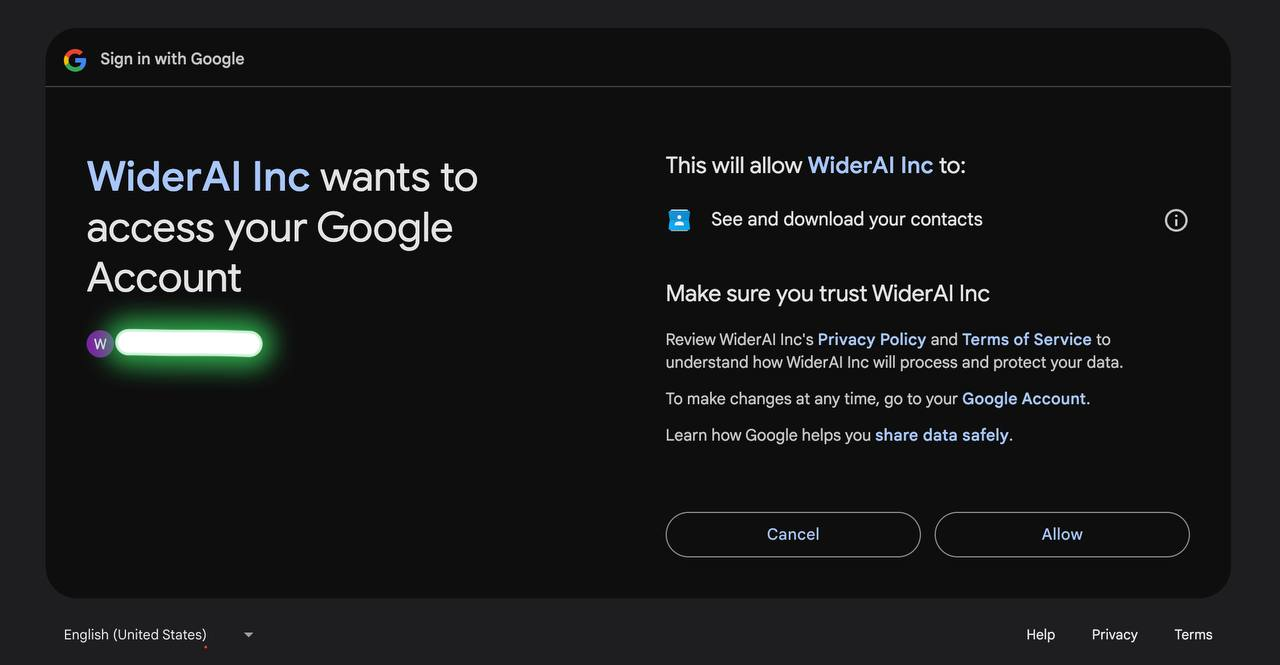 Sign in with Google
WiderAI Inc wants to
access your Google
Account
W
This will allow WiderAI Inc to:
See and download your contacts
Make sure you trust WiderAI Inc
Review WiderAI Inc's Privacy Policy and Terms of Service to
understand how WiderAI Inc will process and protect your data.
To make changes at any time, go to your Google Account.
Learn how Google helps you share data safely.
Cancel
Allow
English (United States)
Help
Privacy
Terms